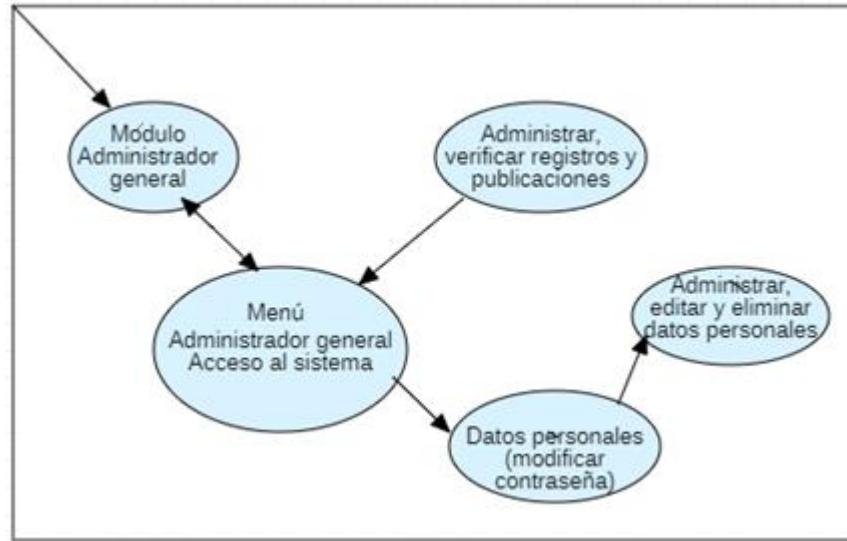 Módulo
Administrador
general
Administrar,
verificar registros y
publicaciones
Menú
Administrador general
Acceso al sistema
Administrar,
editar y eliminar
datos personales
Datos personales
(modificar
contraseña)